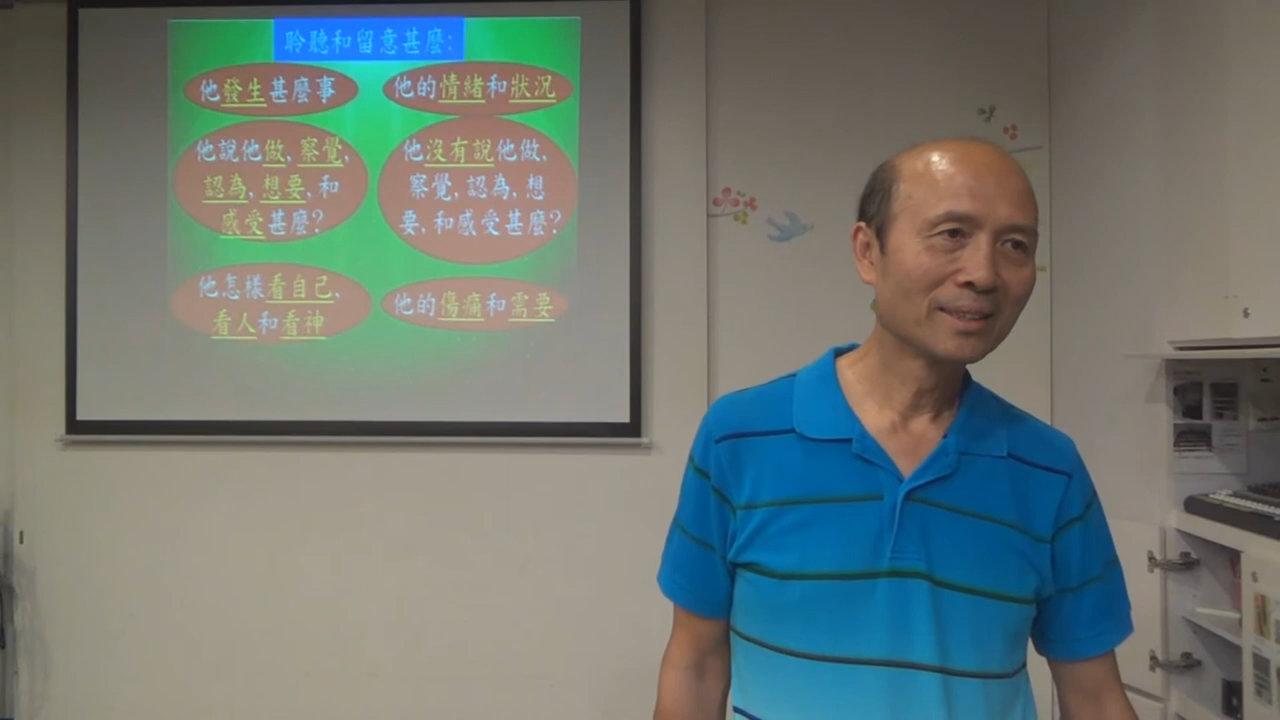 聆聽和留意甚麼:
他發生甚麼事
他的情緒和狀況
他說他做, 察覺,
認為, 想要, 和
感受甚麼?
他沒有說他做,
察覺, 認為, 想
要, 和感受甚麼?
他怎樣看自己,
看人和看神
他的傷痛和需要